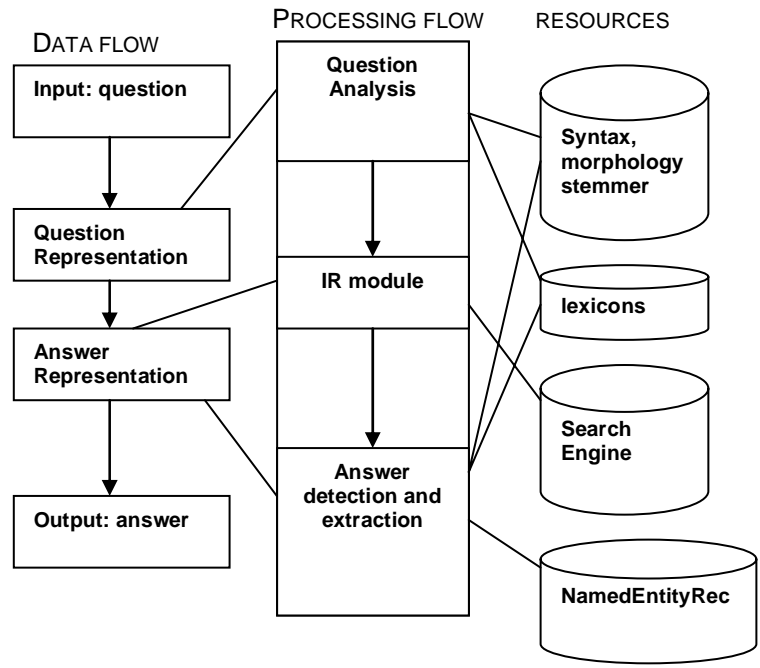 DATA FLOW
PROCESSING FLOW
RESOURCES
Input: question
Question
Representation
Answer
Representation
Output: answer
Question
Analysis
IR module
Answer
detection and
extraction
Syntax,
morphology
stemmer
lexicons
Search
Engine
NamedEntityRec